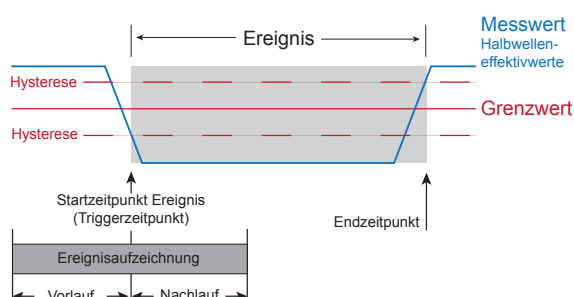 Ereignis
Messwert
Halbwellen-
effektivwerte
Hysterese
Grenzwert
Hysterese
Startzeitpunkt Ereignis
(Triggerzeitpunkt)
Endzeitpunkt
Ereignisaufzeichnung
Vorlauf
Nachlauf